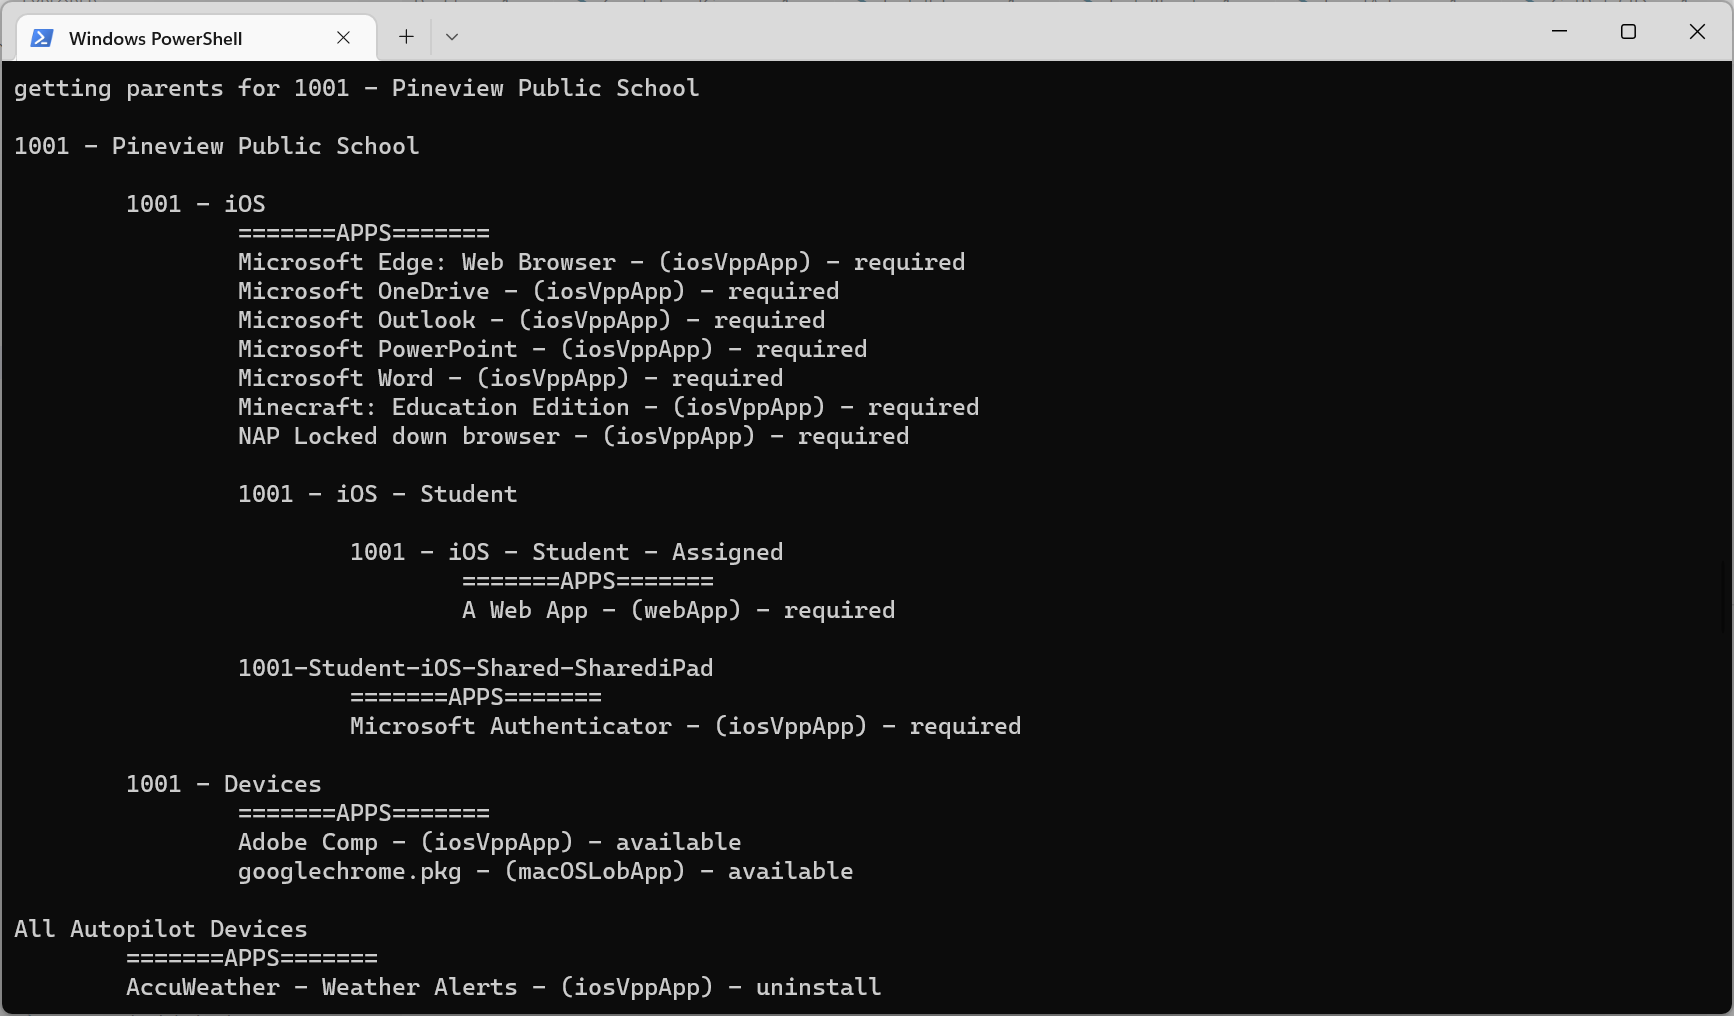 Windows PowerShell
getting parents for 1001 - Pineview Public School
1001 - Pineview Public School
1001 - iOS
=======APPS=======
Microsoft Edge: Web Browser - (iosVppApp) - required
Microsoft OneDrive - (iosVppApp) - required
Microsoft Outlook - (iosVppApp) - required
Microsoft PowerPoint - (iosVppApp) - required
Microsoft Word - (iosVppApp) - required
Minecraft: Education Edition - (iosVppApp) - required
NAP Locked down browser - (iosVppApp) - required
1001 - iOS - Student
1001 - iOS - Student - Assigned
=======APPS=======
A Web App - (webApp) - required
1001-Student-iOS-Shared-SharediPad
=======APPS=======
Microsoft Authenticator - (iosVppApp) - required
1001 - Devices
=======APPS=======
Adobe Comp - (iosVppApp) - available
googlechrome.pkg - (macOSLobApp) - available
All Autopilot Devices
=======APPS=======
AccuWeather - Weather Alerts - (iosVppApp) - uninstall